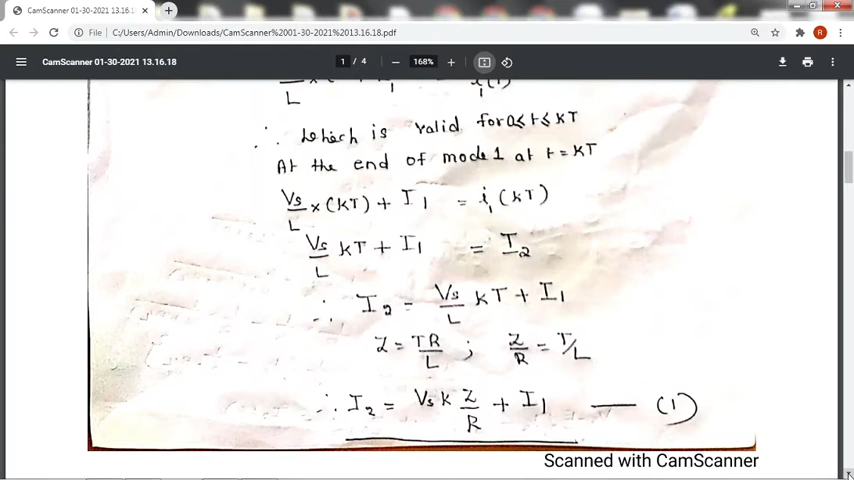 CamScanner 01-30-2021 13.16.18
File | C:/Users/Admin/Downloads/CamScanner%2001-30-2021%2013.16.18.pdf
R
CamScanner 01-30-2021 13.16.18
1 / 4
168%
L
∴ which is valid for 0≤t≤kT
At the end of mode 1 at t=kT
Vs/L × (kT) + I1 = i1(kT)
Vs/L kT + I1 = I2
∴ I2 = Vs/L kT + I1
Z = TR/L ; Z/R = T/L
∴ I2 = Vs k Z/R + I1 — (1)
Scanned with CamScanner